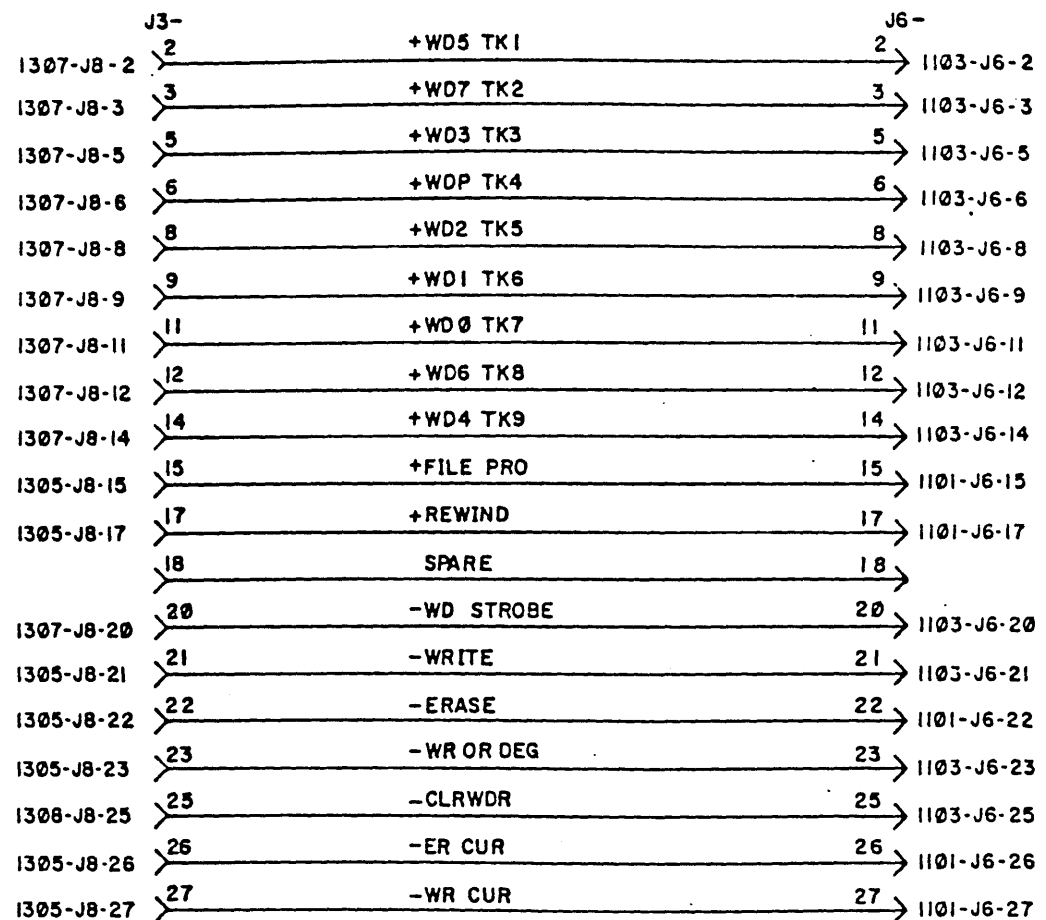 J3- J6-
1307-J8-2 2 +WD5 TK1 2 1103-J6-2
1307-J8-3 3 +WD7 TK2 3 1103-J6-3
1307-J8-5 5 +WD3 TK3 5 1103-J6-5
1307-J8-6 6 +WDP TK4 6 1103-J6-6
1307-J8-8 8 +WD2 TK5 8 1103-J6-8
1307-J8-9 9 +WD1 TK6 9 1103-J6-9
1307-J8-11 11 +WD0 TK7 11 1103-J6-11
1307-J8-12 12 +WD6 TK8 12 1103-J6-12
1307-J8-14 14 +WD4 TK9 14 1103-J6-14
1305-J8-15 15 +FILE PRO 15 1101-J6-15
1305-J8-17 17 +REWIND 17 1101-J6-17
18 SPARE 18
1307-J8-20 20 -WD STROBE 20 1103-J6-20
1305-J8-21 21 -WRITE 21 1103-J6-21
1305-J8-22 22 -ERASE 22 1101-J6-22
1305-J8-23 23 -WR OR DEG 23 1103-J6-23
1308-J8-25 25 -CLRWDR 25 1103-J6-25
1305-J8-26 26 -ER CUR 26 1101-J6-26
1305-J8-27 27 -WR CUR 27 1101-J6-27